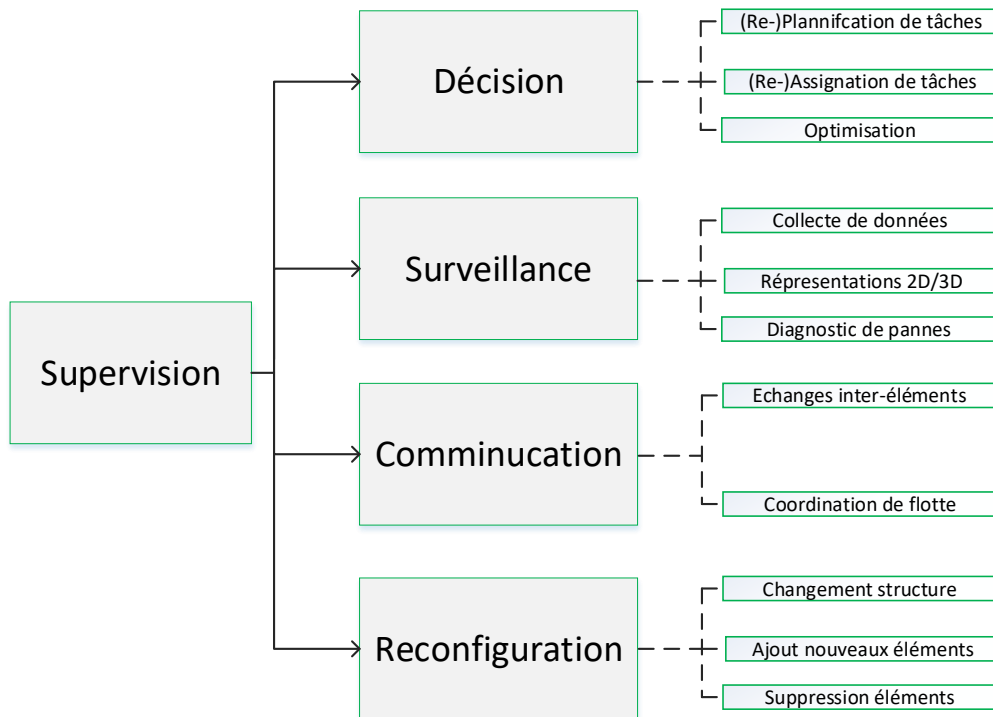 Supervision
Décision
(Re-)Plannifcation de tâches
(Re-)Assignation de tâches
Optimisation
Surveillance
Collecte de données
Répresentations 2D/3D
Diagnostic de pannes
Comminucation
Echanges inter-éléments
Coordination de flotte
Reconfiguration
Changement structure
Ajout nouveaux éléments
Suppression éléments